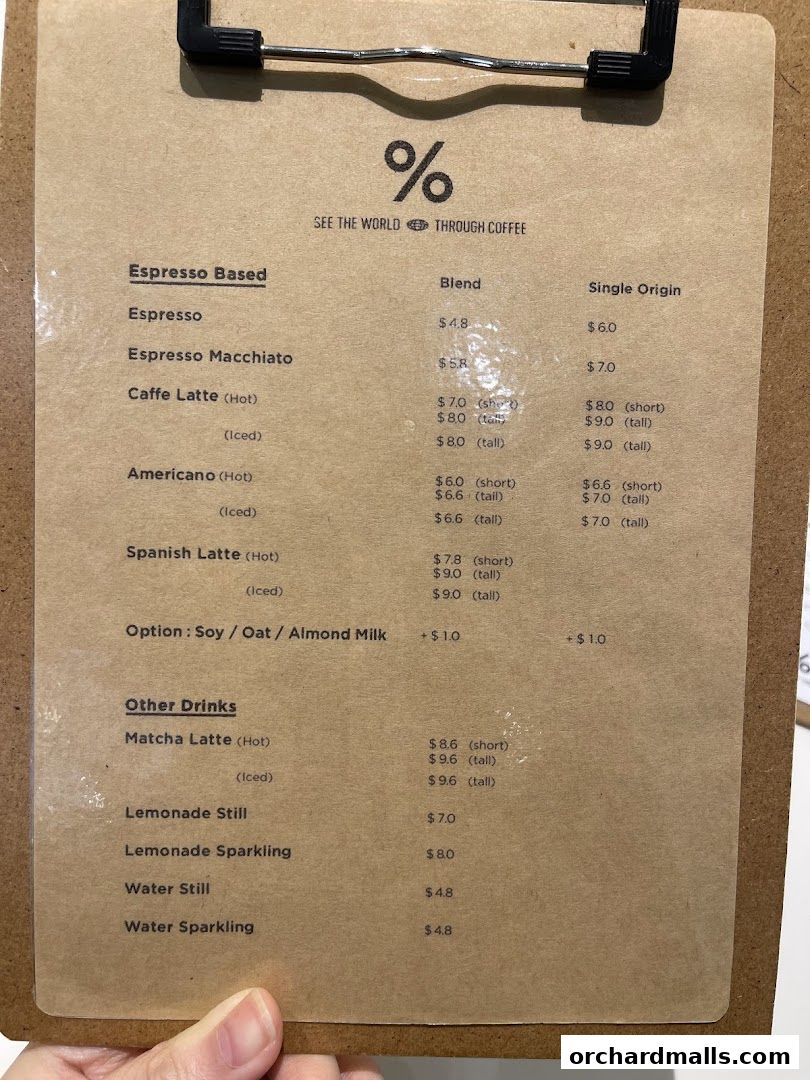 %
SEE THE WORLD THROUGH COFFEE
Espresso Based Blend Single Origin
Espresso $4.8 $6.0
Espresso Macchiato $5.8 $7.0
Caffe Latte (Hot) $7.0 (short) $8.0 (short)
$8.0 (tall) $9.0 (tall)
(Iced) $8.0 (tall) $9.0 (tall)
Americano (Hot) $6.0 (short) $6.6 (short)
$6.6 (tall) $7.0 (tall)
(Iced) $6.6 (tall) $7.0 (tall)
Spanish Latte (Hot) $7.8 (short)
$9.0 (tall)
(Iced) $9.0 (tall)
Option : Soy / Oat / Almond Milk + $1.0 + $1.0
Other Drinks
Matcha Latte (Hot) $8.6 (short)
$9.6 (tall)
(Iced) $9.6 (tall)
Lemonade Still $7.0
Lemonade Sparkling $8.0
Water Still $4.8
Water Sparkling $4.8
orchardmalls.com